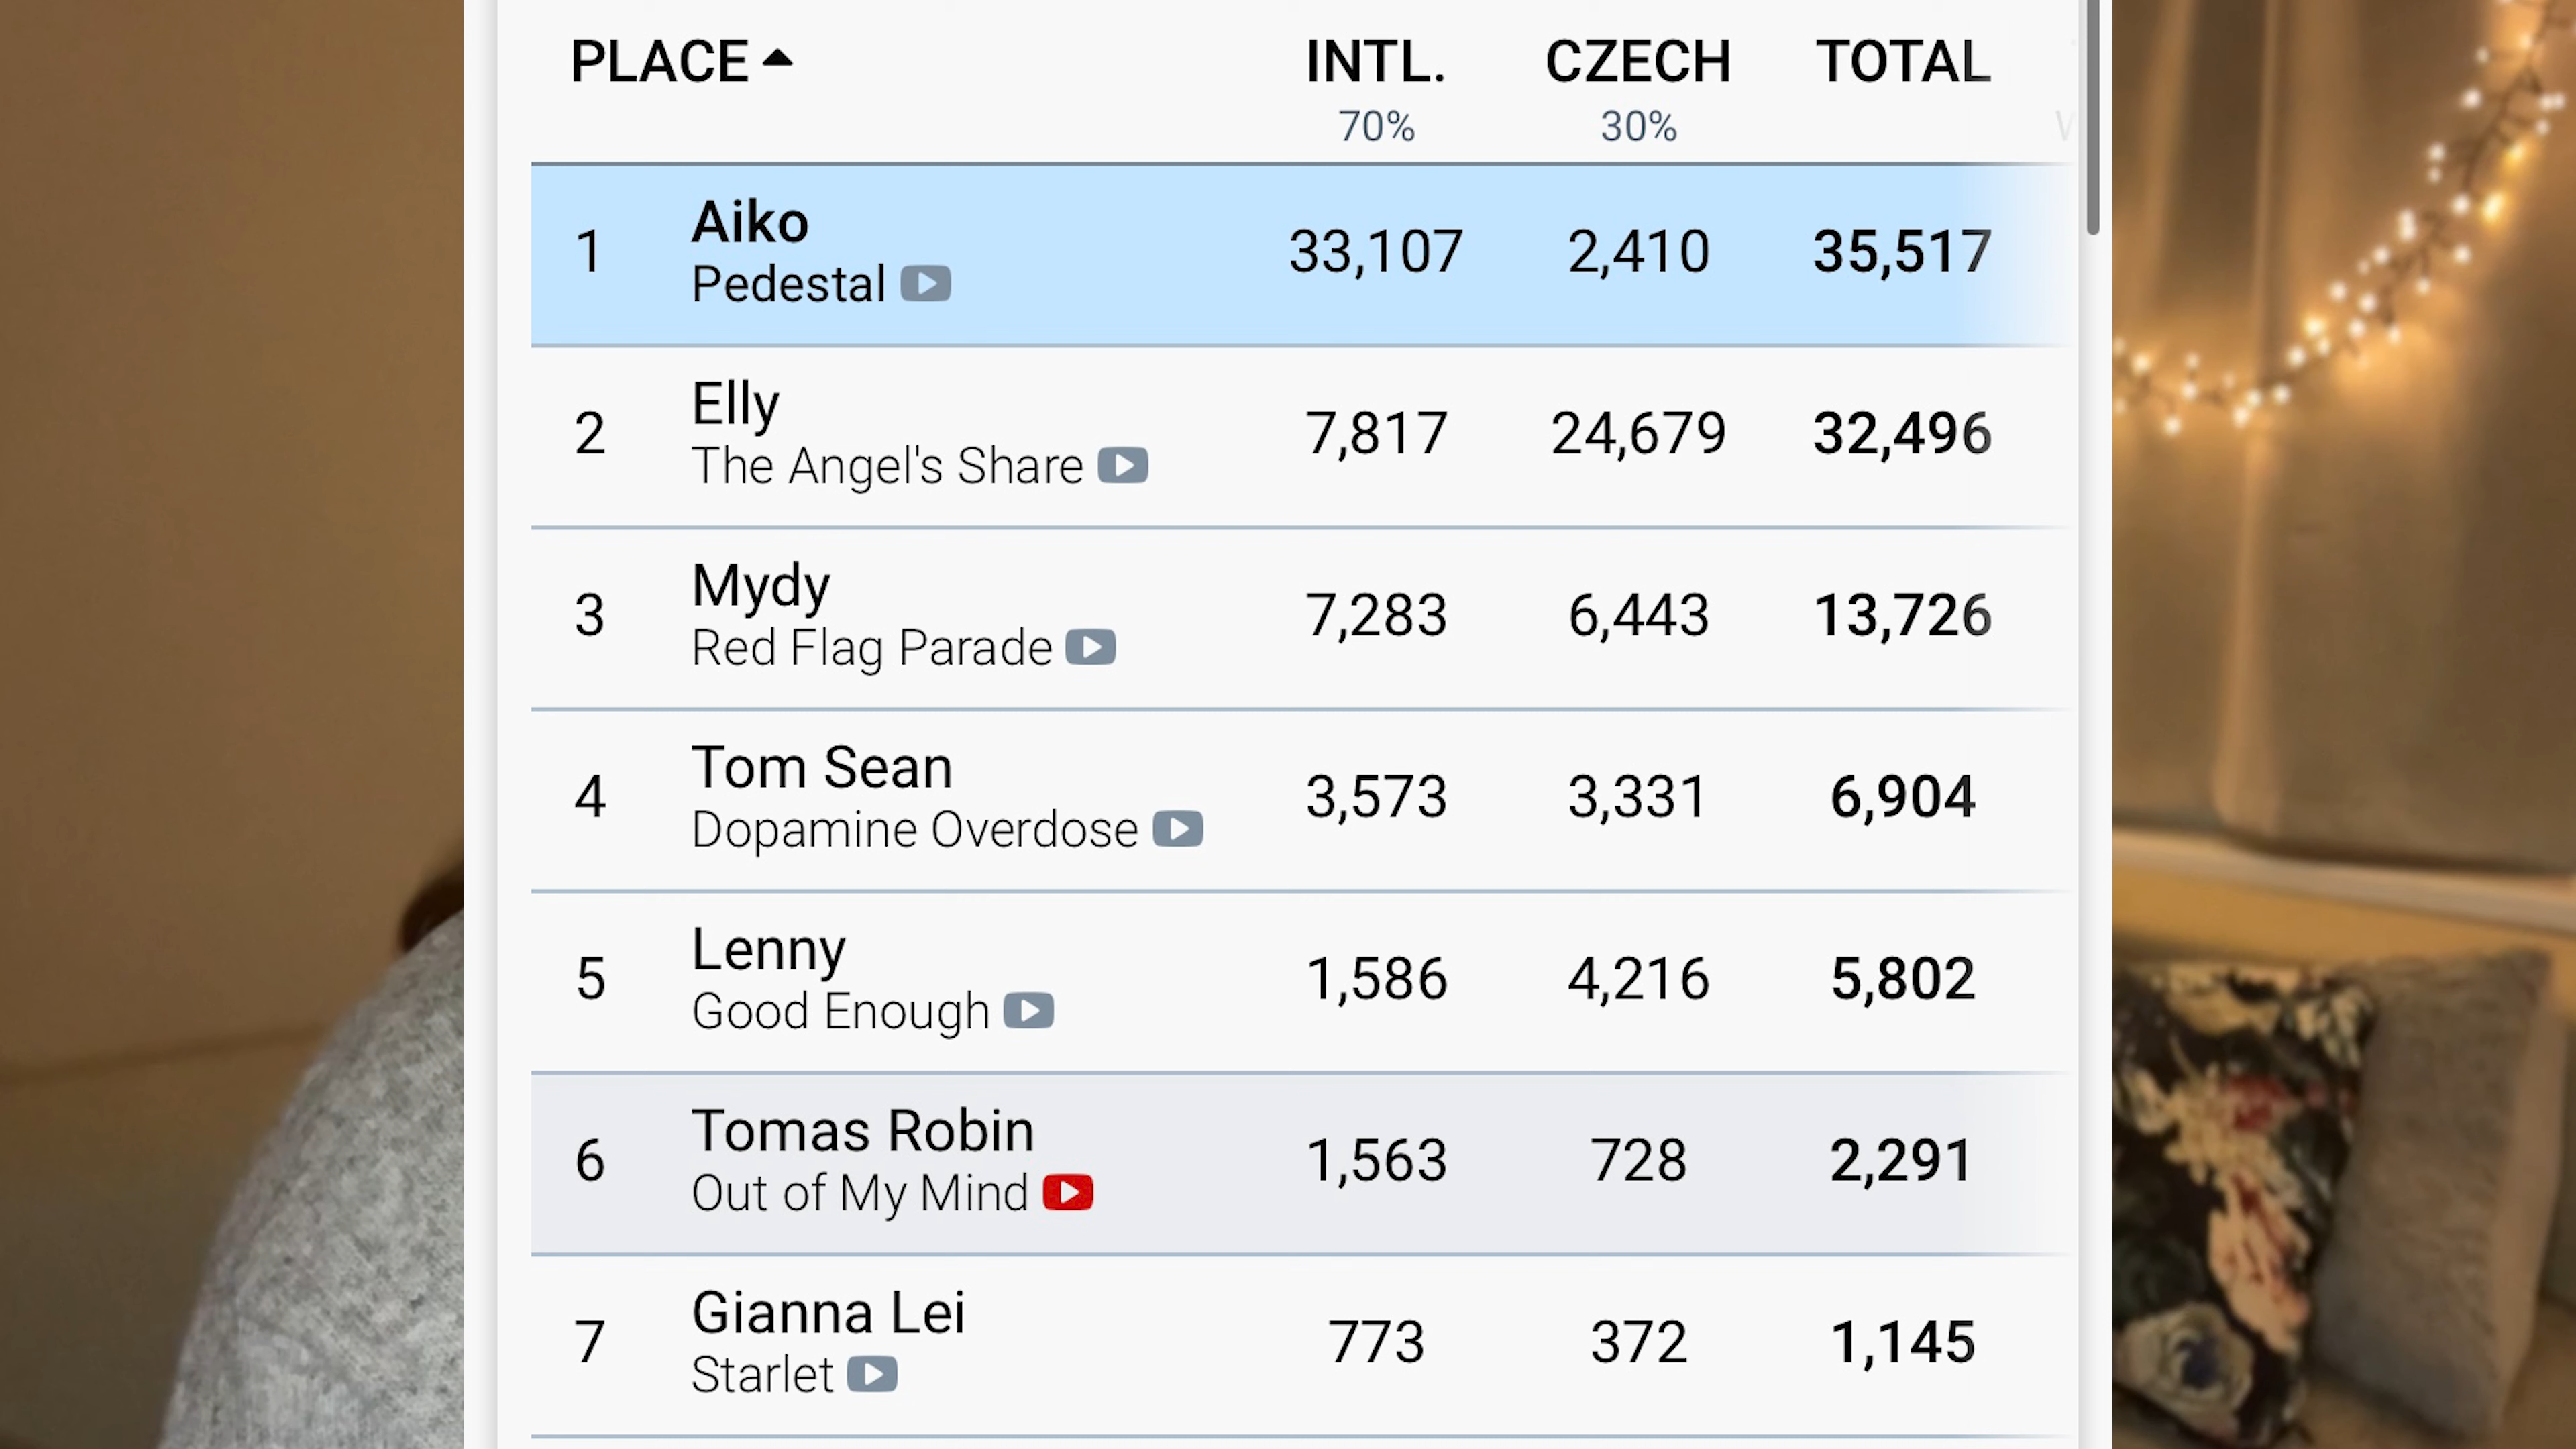 PLACE INTL. CZECH TOTAL
70% 30%
1 Aiko 33,107 2,410 35,517
Pedestal
2 Elly 7,817 24,679 32,496
The Angel's Share
3 Mydy 7,283 6,443 13,726
Red Flag Parade
4 Tom Sean 3,573 3,331 6,904
Dopamine Overdose
5 Lenny 1,586 4,216 5,802
Good Enough
6 Tomas Robin 1,563 728 2,291
Out of My Mind
7 Gianna Lei 773 372 1,145
Starlet